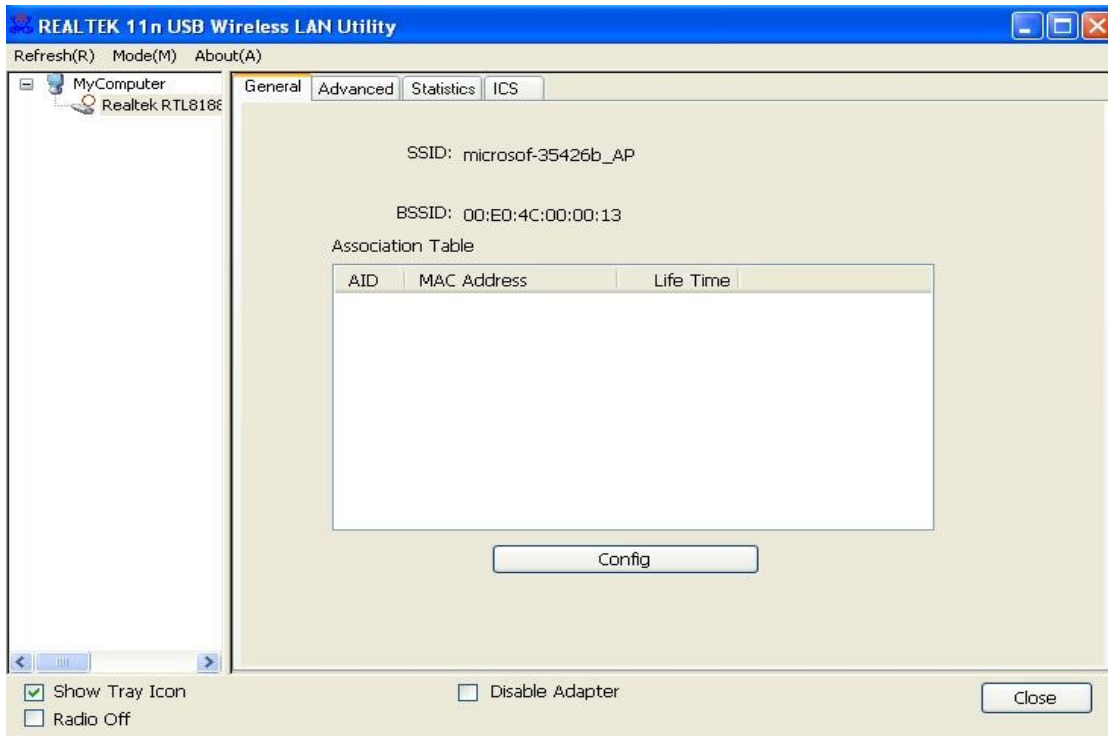 REALTEK 11n USB Wireless LAN Utility
Refresh(R) Mode(M) About(A)
MyComputer
Realtek RTL8188
General Advanced Statistics ICS
SSID: microsof-35426b_AP
BSSID: 00:E0:4C:00:00:13
Association Table
AID MAC Address Life Time
Config
Show Tray Icon
Disable Adapter
Radio Off
Close